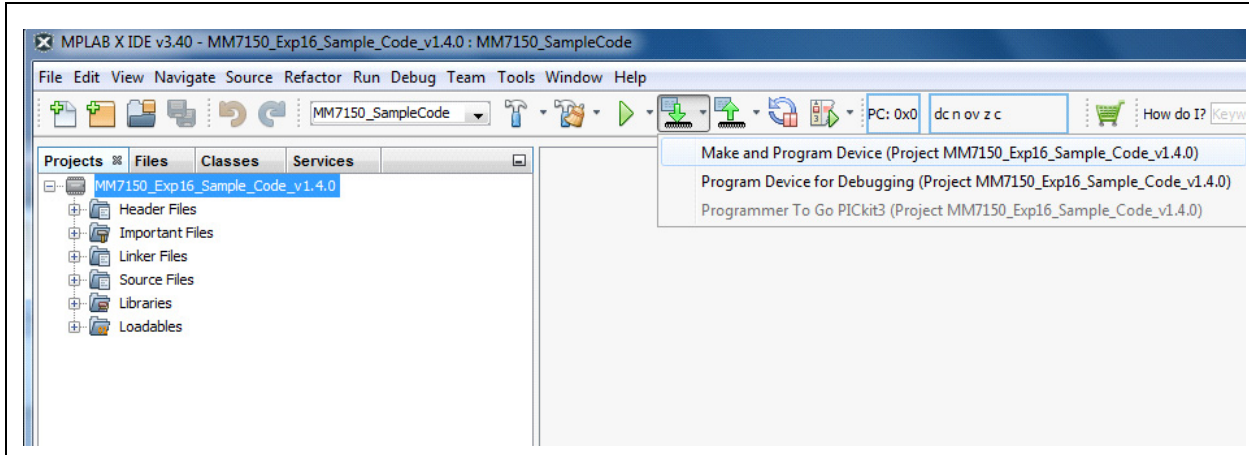 MPLAB X IDE v3.40 - MM7150_Exp16_Sample_Code_v1.4.0 : MM7150_SampleCode
File Edit View Navigate Source Refactor Run Debug Team Tools Window Help
MM7150_SampleCode PC: 0x0 dc n ov z c How do I? Keyw
Projects Files Classes Services
Make and Program Device (Project MM7150_Exp16_Sample_Code_v1.4.0)
MM7150_Exp16_Sample_Code_v1.4.0
Program Device for Debugging (Project MM7150_Exp16_Sample_Code_v1.4.0)
Header Files
Programmer To Go PICkit3 (Project MM7150_Exp16_Sample_Code_v1.4.0)
Important Files
Linker Files
Source Files
Libraries
Loadables